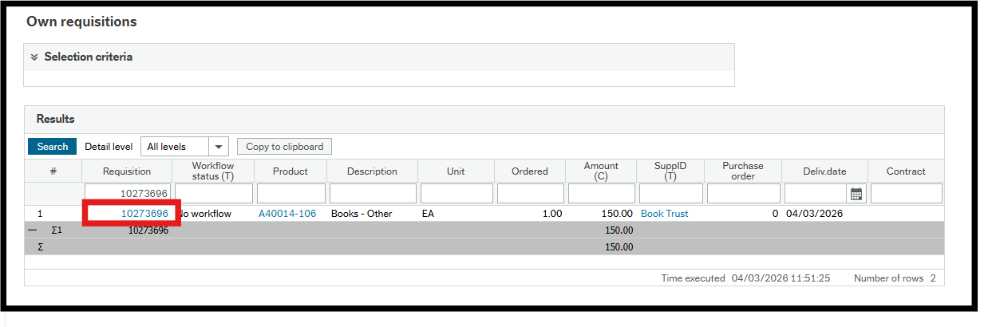 Own requisitions
Selection criteria
Results
Search Detail level All levels Copy to clipboard
# Requisition Workflow status (T) Product Description Unit Ordered Amount (C) SuppID (T) Purchase order Deliv.date Contract
10273696
1 10273696 No workflow A40014-106 Books - Other EA 1.00 150.00 Book Trust 0 04/03/2026
Σ1 10273696 150.00
Σ 150.00
Time executed 04/03/2026 11:51:25 Number of rows 2